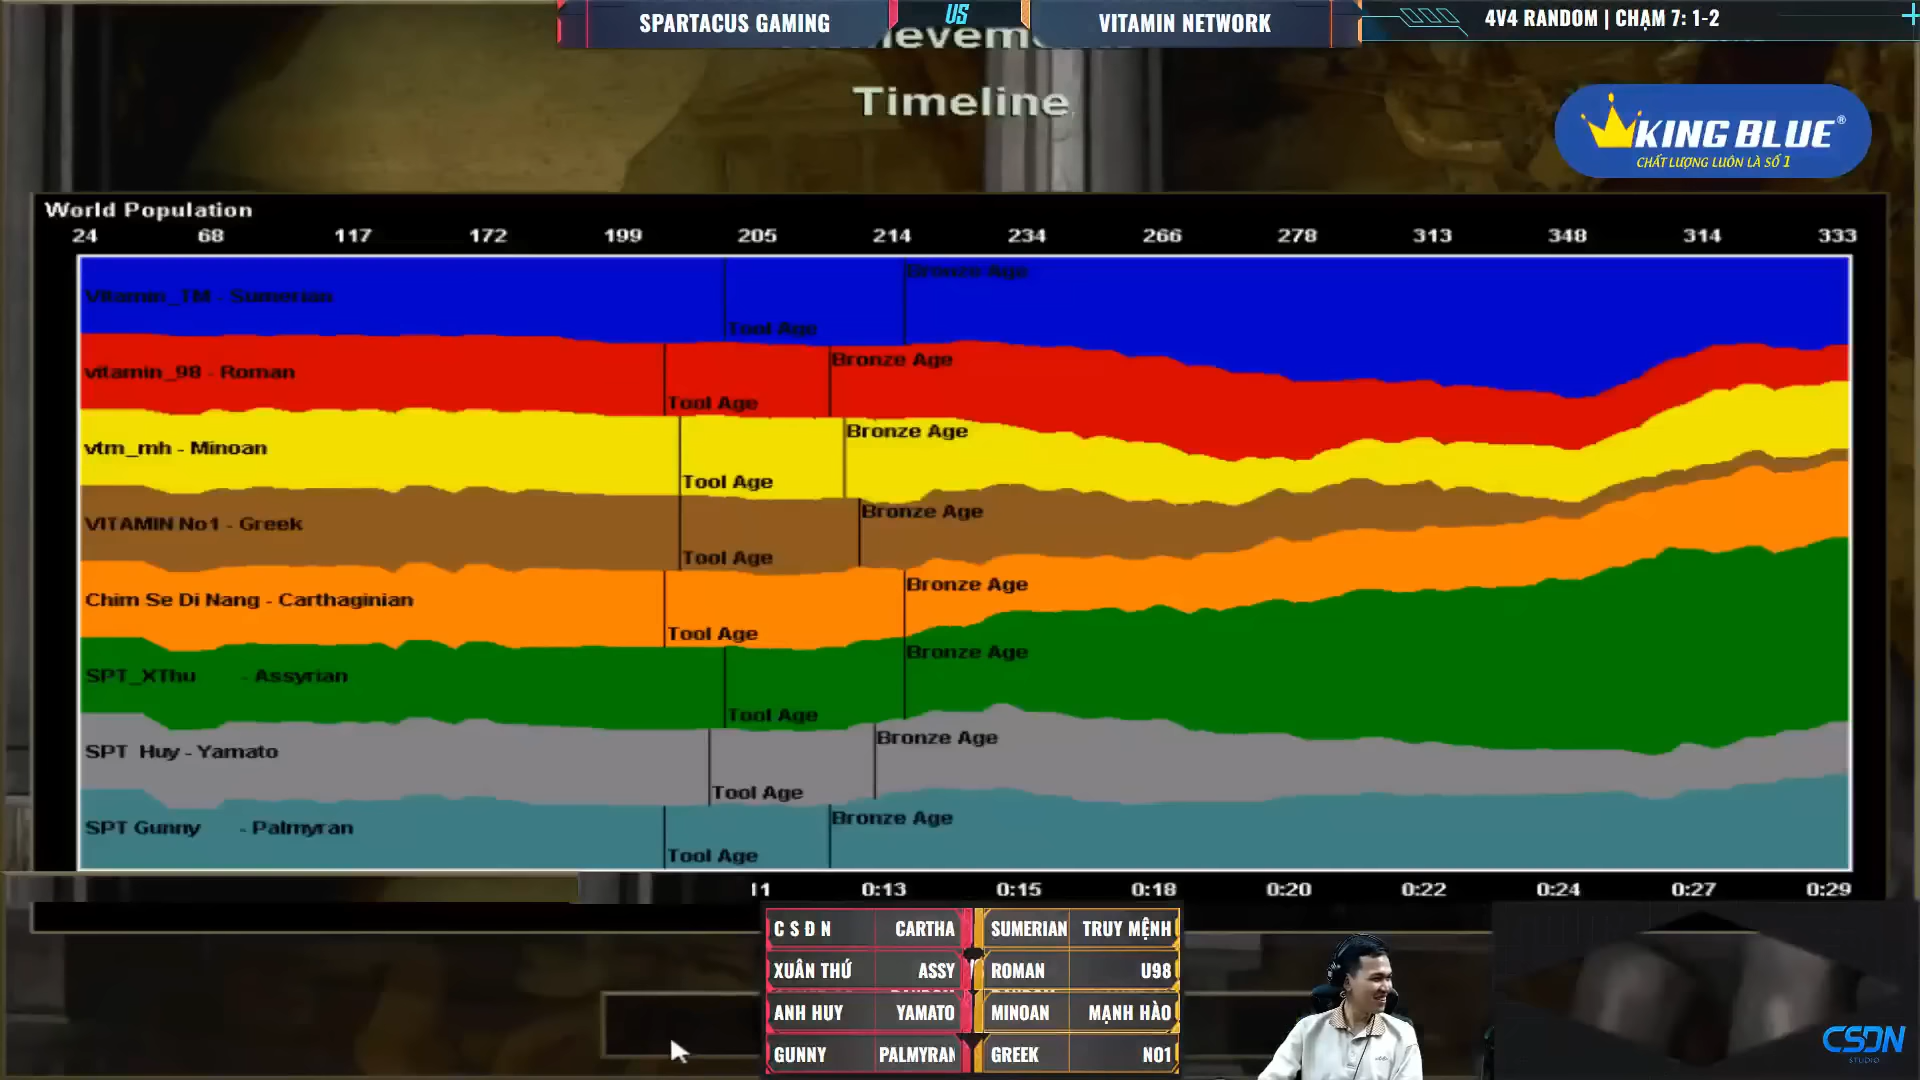 SPARTACUS GAMING
US
VITAMIN NETWORK
4V4 RANDOM | CHẠM 7: 1-2
Timeline
KING BLUE®
CHẤT LƯỢNG LUÔN LÀ SỐ 1
World Population
24 68 117 172 199 205 214 234 266 278 313 348 314 333
Vitamin_TM - Sumerian
Tool Age
Bronze Age
vitamin_98 - Roman
Tool Age
Bronze Age
vtm_mh - Minoan
Tool Age
Bronze Age
VITAMIN No1 - Greek
Tool Age
Bronze Age
Chim Se Di Nang - Carthaginian
Tool Age
Bronze Age
SPT_XThu - Assyrian
Tool Age
Bronze Age
SPT Huy - Yamato
Tool Age
Bronze Age
SPT Gunny - Palmyran
Tool Age
Bronze Age
0:13 0:15 0:18 0:20 0:22 0:24 0:27 0:29
C S Đ N CARTHA SUMERIAN TRUY MỆNH
XUÂN THỨ ASSY ROMAN U98
ANH HUY YAMATO MINOAN MẠNH HÀO
GUNNY PALMYRAN GREEK NO1
CSDN
STUDIO